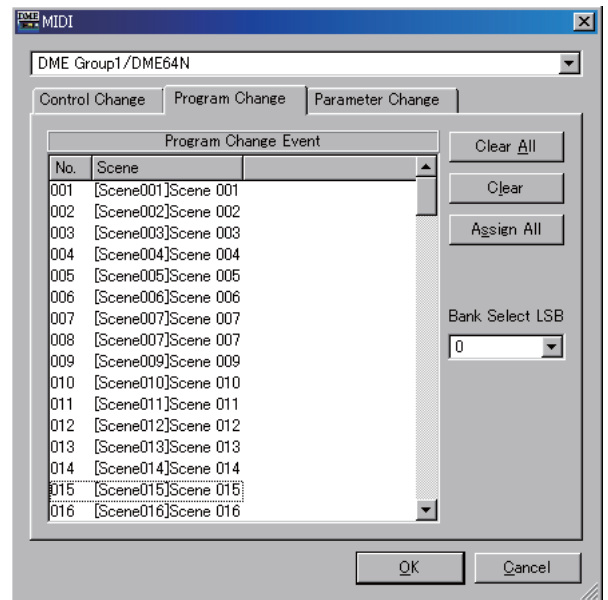 DME MIDI
DME Group1/DME64N
Control Change Program Change Parameter Change
Program Change Event
No. Scene
001 [Scene001]Scene 001
002 [Scene002]Scene 002
003 [Scene003]Scene 003
004 [Scene004]Scene 004
005 [Scene005]Scene 005
006 [Scene006]Scene 006
007 [Scene007]Scene 007
008 [Scene007]Scene 007
009 [Scene009]Scene 009
010 [Scene010]Scene 010
011 [Scene011]Scene 011
012 [Scene012]Scene 012
013 [Scene013]Scene 013
014 [Scene014]Scene 014
015 [Scene015]Scene 015
016 [Scene016]Scene 016
Clear All
Clear
Assign All
Bank Select LSB
0
OK Cancel